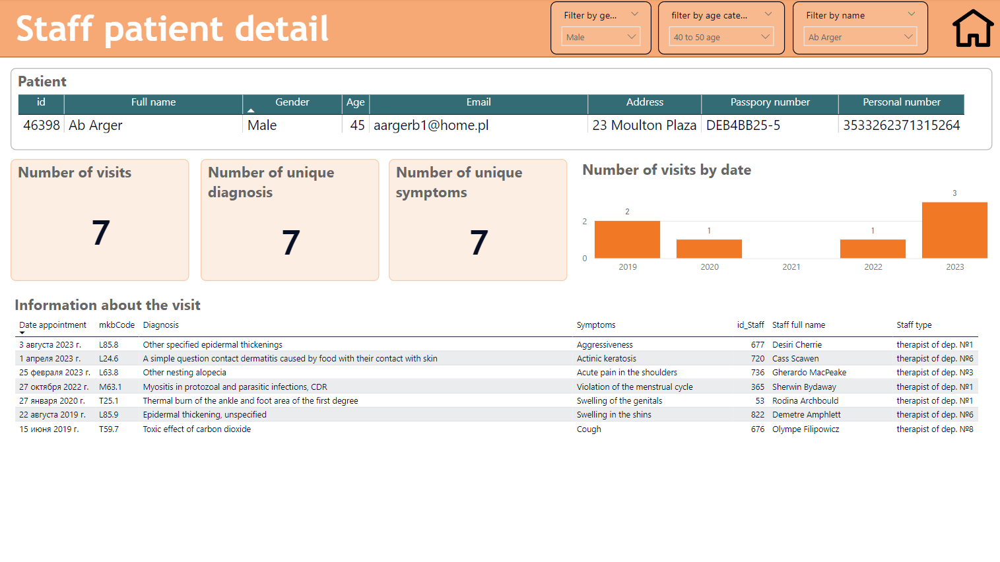 Staff patient detail
Filter by ge...
Male
filter by age cate...
40 to 50 age
Filter by name
Ab Arger
Patient
id Full name Gender Age Email Address Passpory number Personal number
46398 Ab Arger Male 45 aargerb1@home.pl 23 Moulton Plaza DEB4BB25-5 3533262371315264
Number of visits
7
Number of unique
diagnosis
7
Number of unique
symptoms
7
Number of visits by date
3
2
1
1
2
0
2019 2020 2021 2022 2023
Information about the visit
Date appointment mkbCode Diagnosis Symptoms id_Staff Staff full name Staff type
3 августа 2023 г. L85.8 Other specified epidermal thickenings Aggressiveness 677 Desiri Cherrie therapist of dep. №1
1 апреля 2023 г. L24.6 A simple question contact dermatitis caused by food with their contact with skin Actinic keratosis 720 Cass Scawen therapist of dep. №6
25 февраля 2023 г. L63.8 Other nesting alopecia Acute pain in the shoulders 736 Gherardo MacPeake therapist of dep. №3
27 октября 2022 г. M63.1 Myositis in protozoal and parasitic infections, CDR Violation of the menstrual cycle 365 Sherwin Bydaway therapist of dep. №1
27 января 2020 г. T25.1 Thermal burn of the ankle and foot area of the first degree Swelling of the genitals 53 Rodina Archbould therapist of dep. №1
22 августа 2019 г. L85.9 Epidermal thickening, unspecified Swelling in the shins 822 Demetre Amphlett therapist of dep. №6
15 июня 2019 г. T59.7 Toxic effect of carbon dioxide Cough 676 Olympe Filipowicz therapist of dep. №8